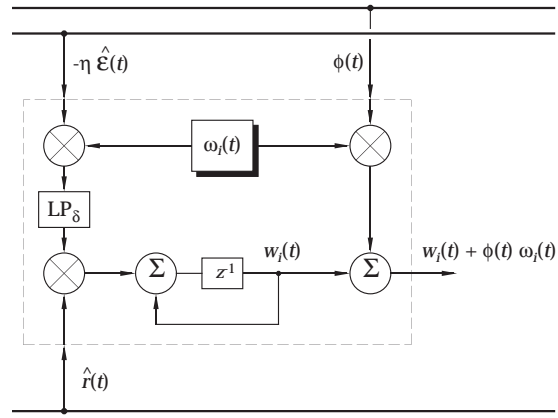 -η ε̂(t)
ϕ(t)
ωi(t)
LPδ
Σ
z-1
wi(t)
Σ
wi(t) + ϕ(t) ωi(t)
r̂(t)